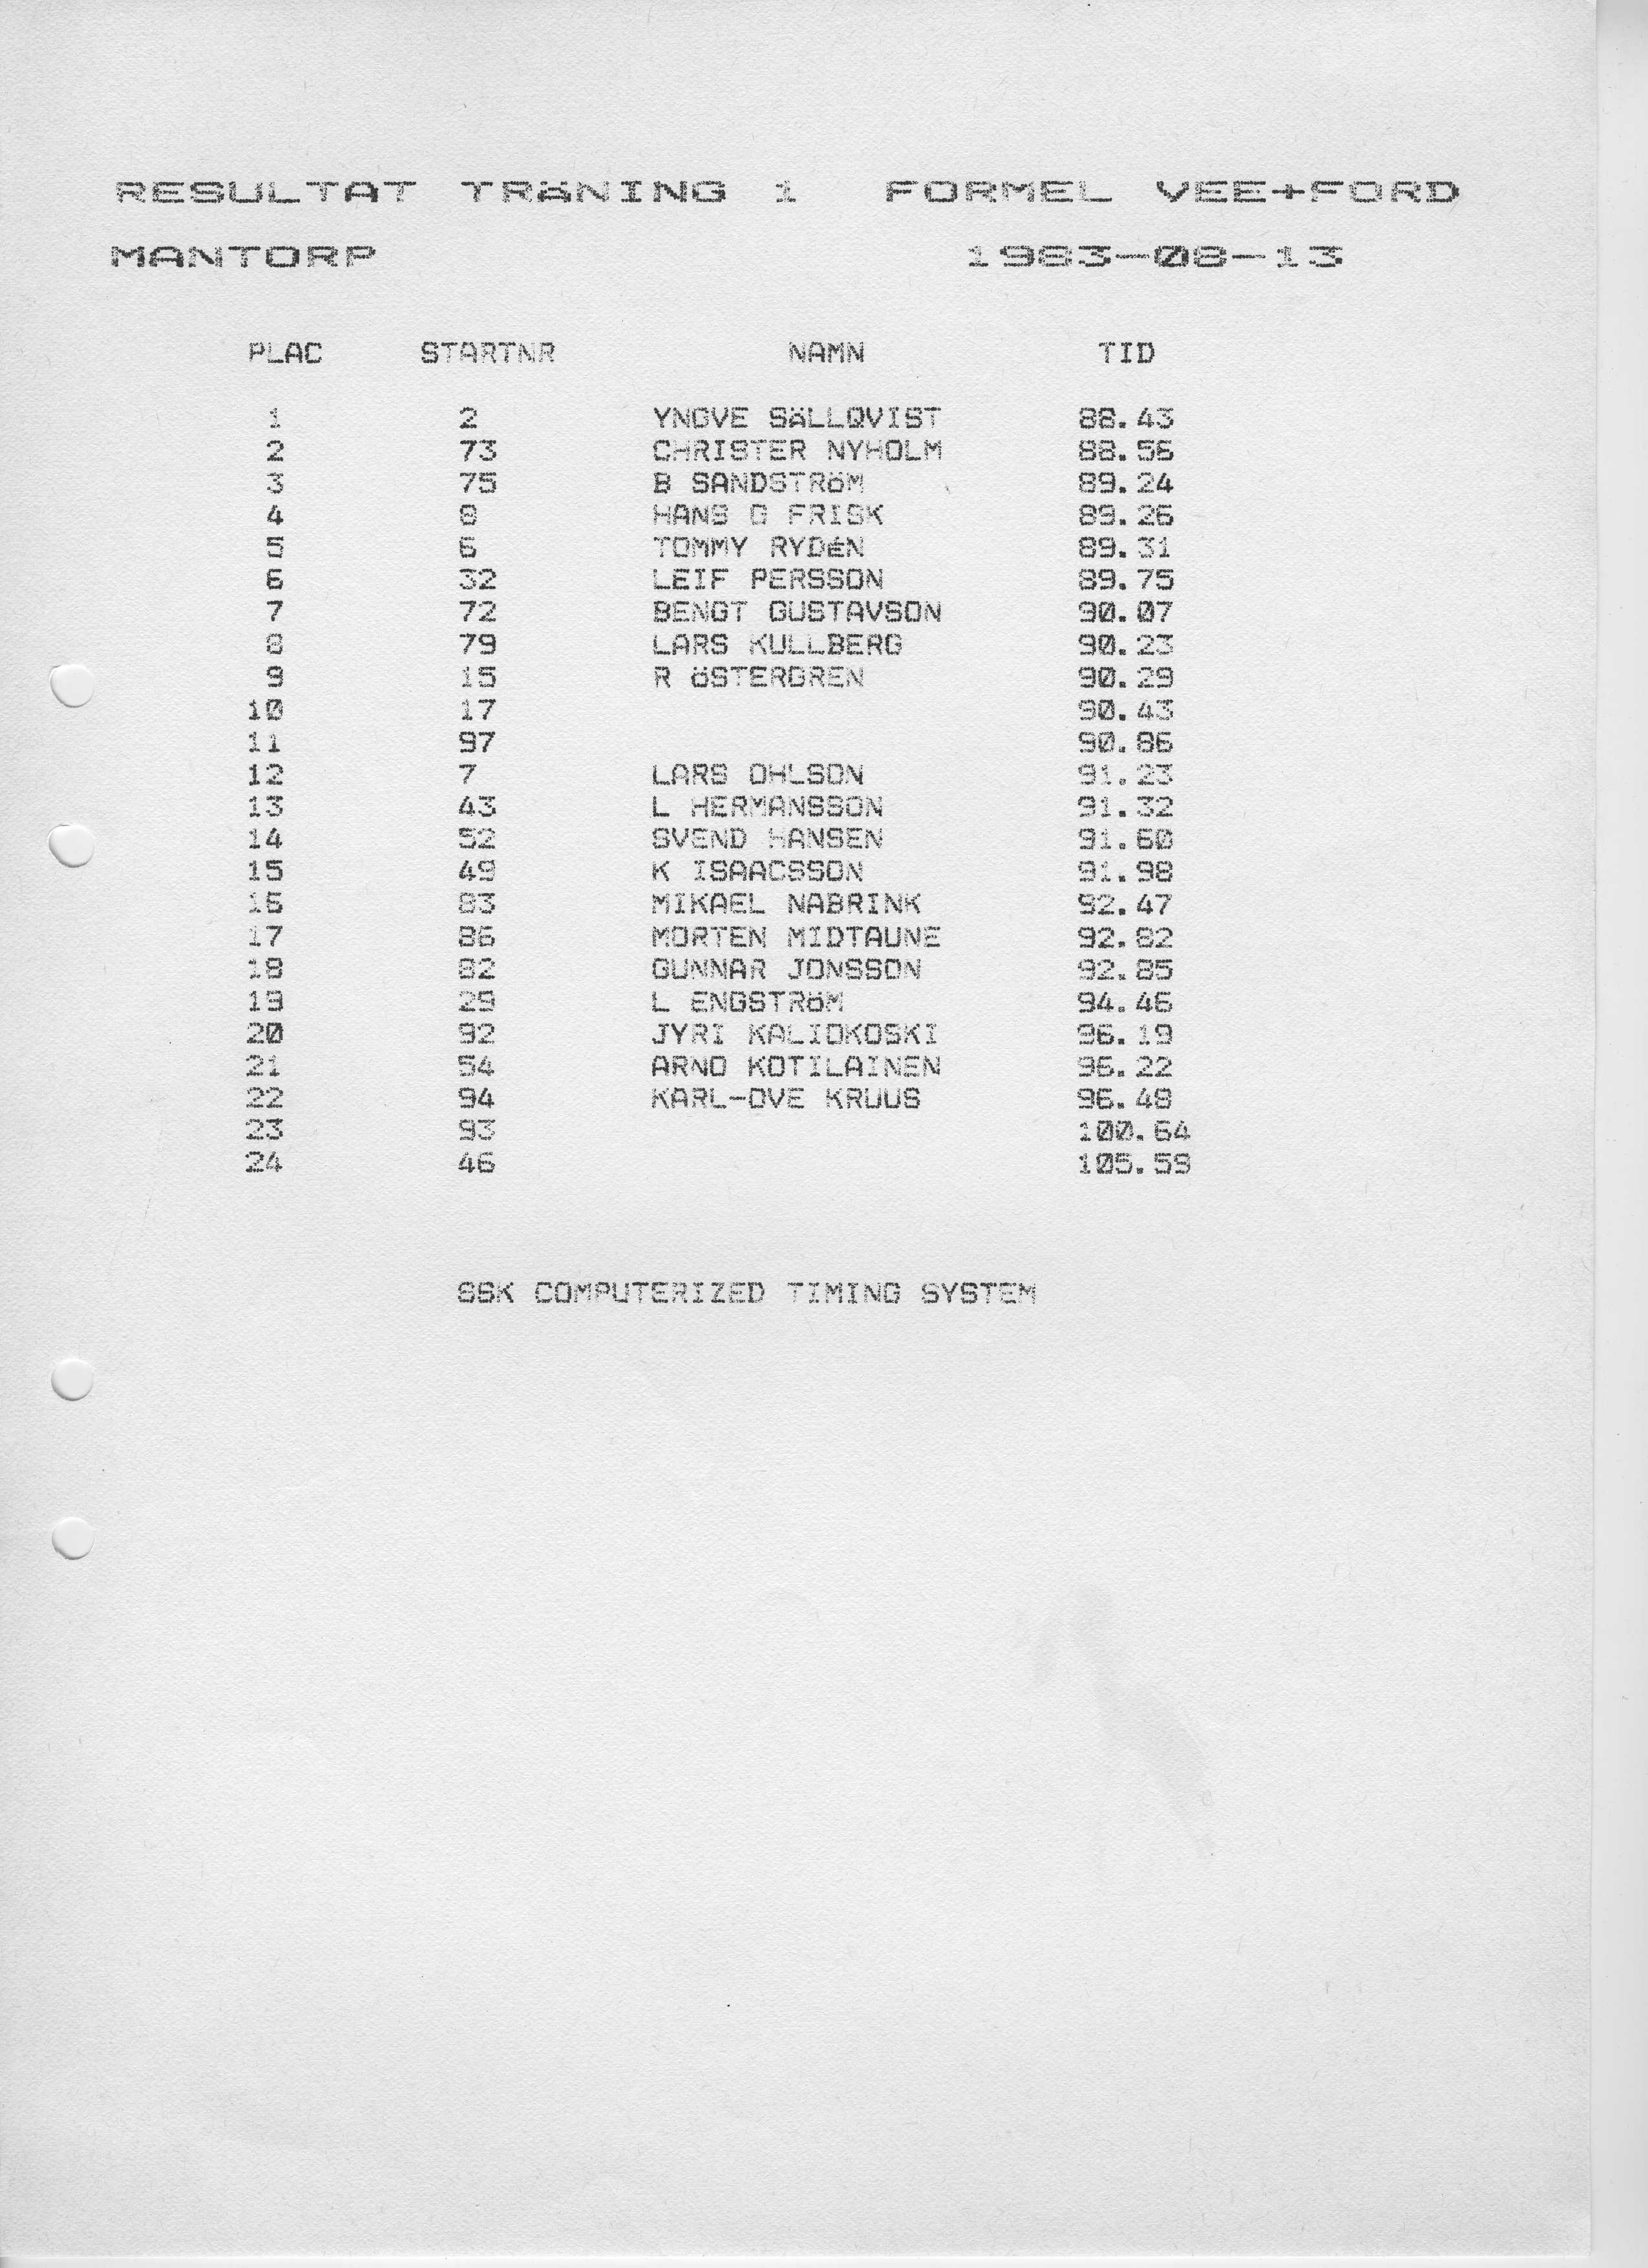 RESULTAT TRÄNING 1 FORMEL VEE+FORD
MANTORP 1983-08-13
PLAC STARTNR NAMN TID
1 2 YNGVE SÄLLQVIST 88.43
2 73 CHRISTER NYHOLM 88.56
3 75 B SANDSTRÖM 89.24
4 8 HANS G FRISK 89.26
5 6 TOMMY RYDÉN 89.31
6 32 LEIF PERSSON 89.75
7 72 BENGT GUSTAVSON 90.07
8 79 LARS KULLBERG 90.23
9 15 R ÖSTERGREN 90.29
10 17 90.43
11 97 90.86
12 7 LARS OHLSON 91.23
13 43 L HERMANSSON 91.32
14 52 SVEND HANSEN 91.60
15 49 K ISAACSSON 91.98
16 83 MIKAEL NABRINK 92.47
17 86 MORTEN MIDTAUNE 92.82
18 82 GUNNAR JONSSON 92.85
19 29 L ENGSTRÖM 94.46
20 92 JYRI KALIOKOSKI 96.19
21 54 ARNO KOTILAINEN 96.22
22 94 KARL-OVE KRUUS 96.48
23 93 100.64
24 46 105.59
SSK COMPUTERIZED TIMING SYSTEM